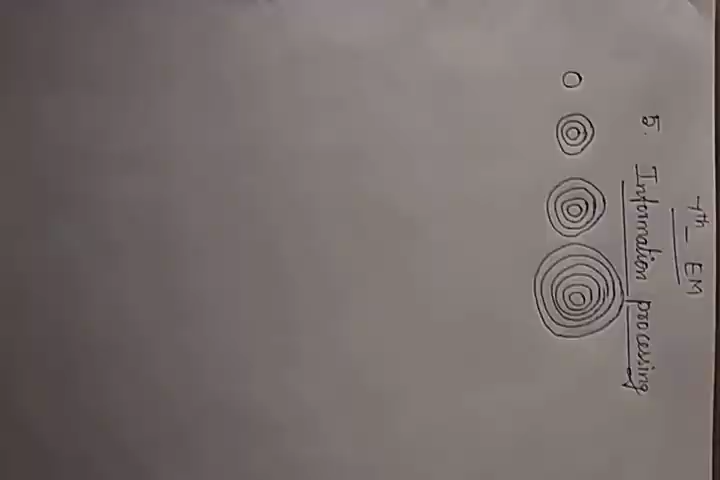 7th - EM
5. Information processing